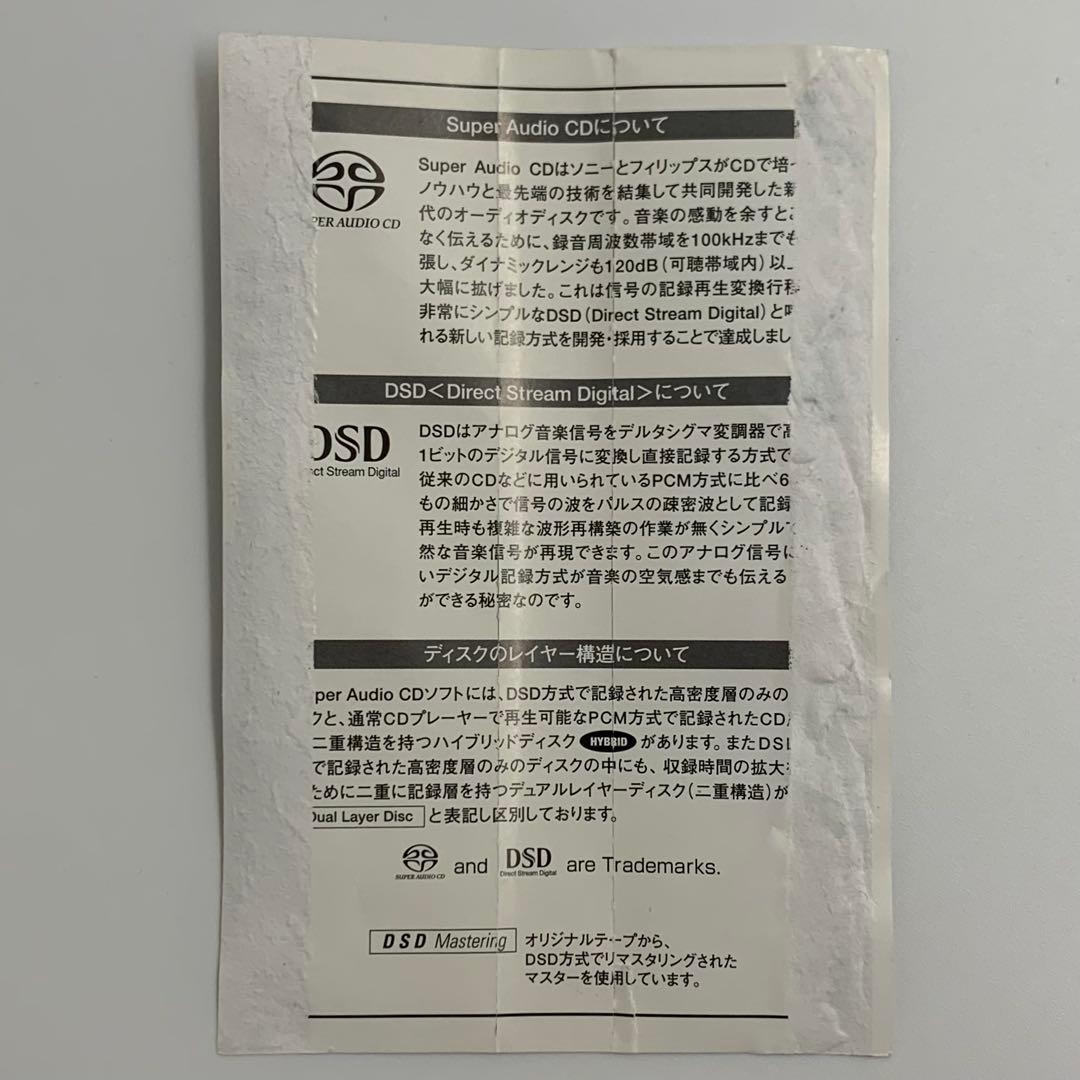 Super Audio CDについて
Super Audio CDはソニーとフィリップスがCDで培
PER AUDIO CD
ノウハウと最先端の技術を結集して共同開発した新
代のオーディオディスクです。音楽の感動を余すとこ
なく伝えるために、録音周波数帯域を100kHzまでも
張し、ダイナミックレンジも120dB(可聴帯域内)以上
大幅に拡げました。これは信号の記録再生変換行程
非常にシンプルなDSD(Direct Stream Digital)と
れる新しい記録方式を開発・採用することで達成しまし
DSD<Direct Stream Digital>について
DSD
ct Stream Digital
DSDはアナログ音楽信号をデルタシグマ変調器で高
1ビットのデジタル信号に変換し直接記録する方式で
従来のCDなどに用いられているPCM方式に比べ6
もの細かさで信号の波をパルスの疎密波として記録
再生時も複雑な波形再構築の作業が無くシンプルで
然な音楽信号が再現できます。このアナログ信号に
いデジタル記録方式が音楽の空気感までも伝える
ができる秘密なのです。
ディスクのレイヤー構造について
per Audio CDソフトには、DSD方式で記録された高密度層のみの
クと、通常CDプレーヤーで再生可能なPCM方式で記録されたCD
二重構造を持つハイブリッドディスク HYBRID があります。またDSD
で記録された高密度層のみのディスクの中にも、収録時間の拡大
ために二重に記録層を持つデュアルレイヤーディスク(二重構造)が
Dual Layer Disc と表記し区別しております。
SUPER AUDIO CD and DSD Direct Stream Digital are Trademarks.
DSD Mastering オリジナルテープから、
DSD方式でリマスタリングされた
マスターを使用しています。